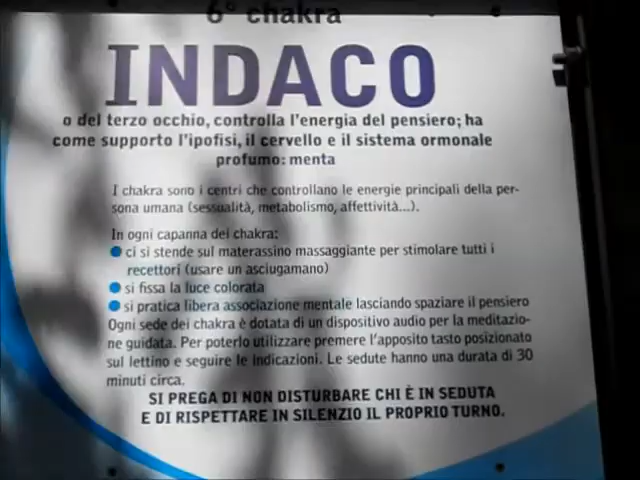 6° chakra
INDACO
o del terzo occhio, controlla l'energia del pensiero; ha
come supporto l'ipofisi, il cervello e il sistema ormonale
profumo: menta
I chakra sono i centri che controllano le energie principali della per-
sona umana (sessualità, metabolismo, affettività...).
In ogni capanna dei chakra:
ci si stende sul materassino massaggiante per stimolare tutti i
recettori (usare un asciugamano)
si fissa la luce colorata
si pratica libera associazione mentale lasciando spaziare il pensiero
Ogni sede dei chakra è dotata di un dispositivo audio per la meditazio-
ne guidata. Per poterlo utilizzare premere l'apposito tasto posizionato
sul lettino e seguire le indicazioni. Le sedute hanno una durata di 30
minuti circa.
SI PREGA DI NON DISTURBARE CHI È IN SEDUTA
E DI RISPETTARE IN SILENZIO IL PROPRIO TURNO.